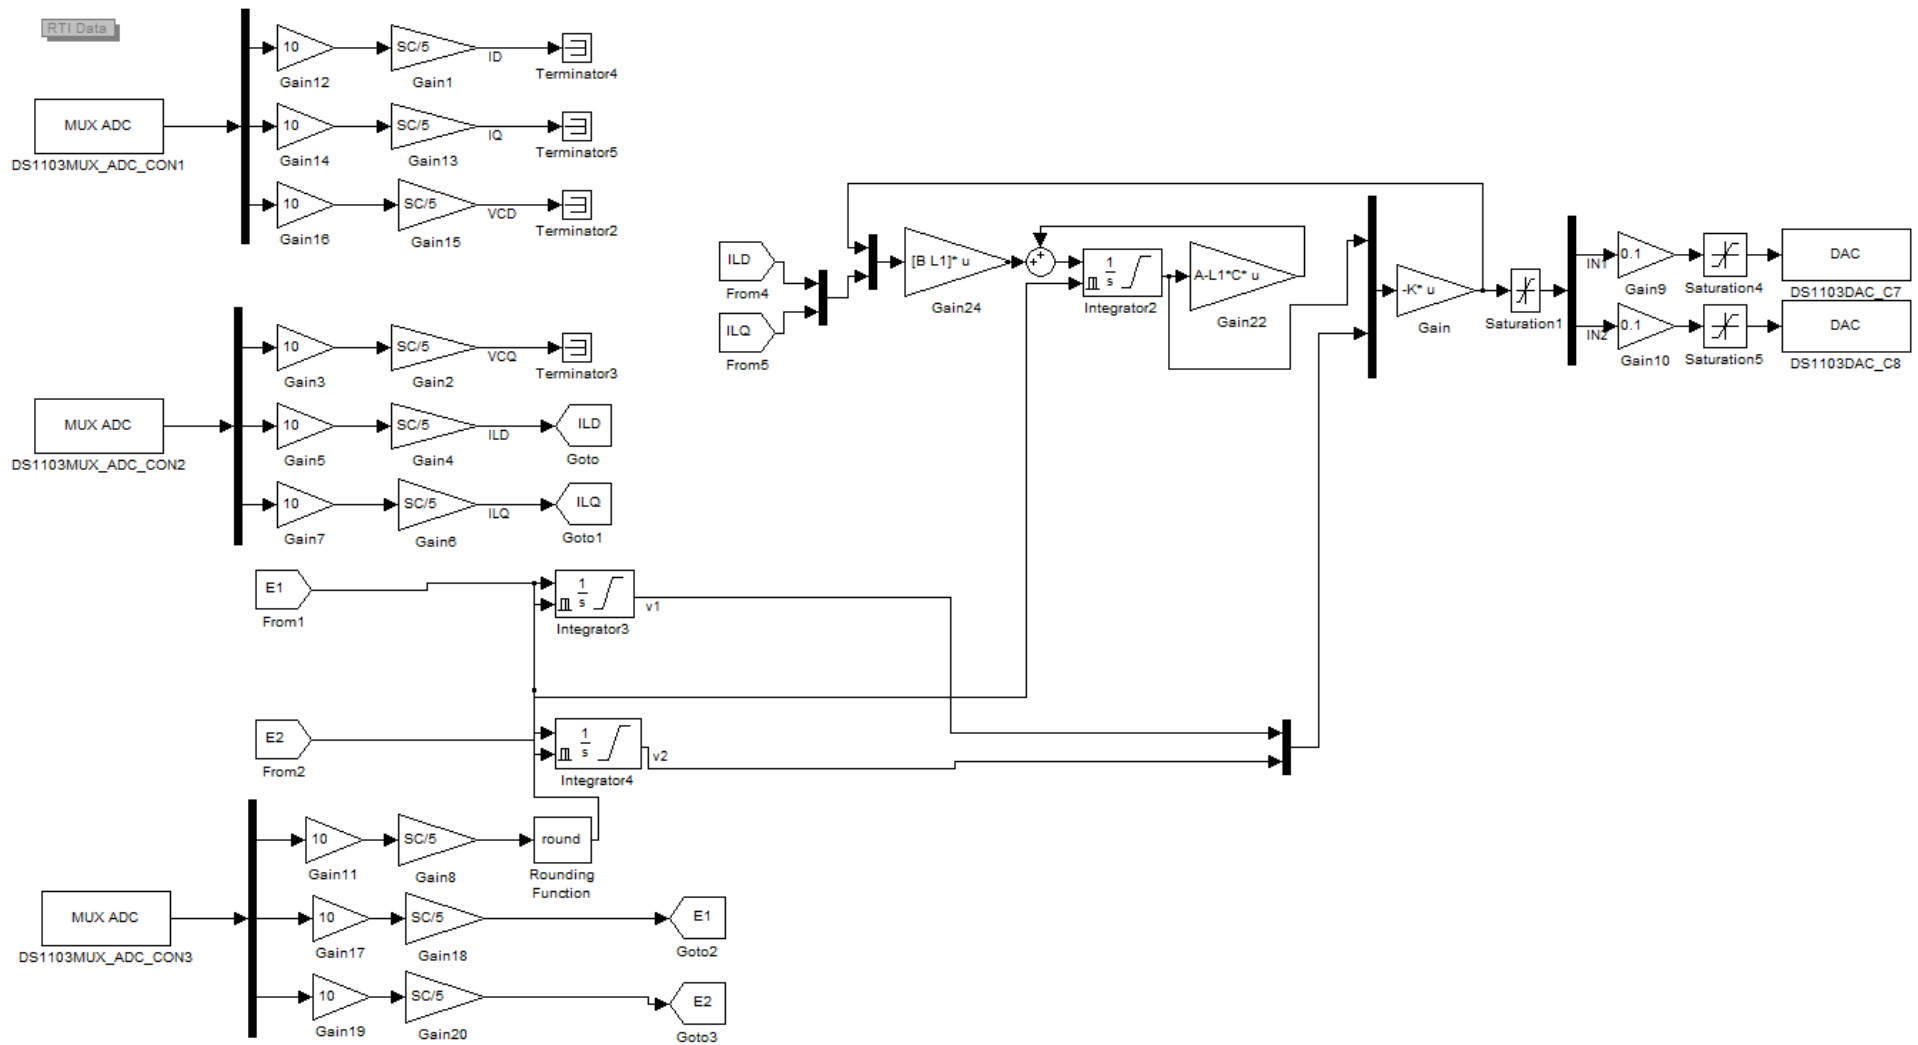 RTI Data
MUX ADC
DS1103MUX_ADC_CON1
10
Gain12
SC/5
Gain1
ID
Terminator4
10
Gain14
SC/5
Gain13
IQ
Terminator5
10
Gain16
SC/5
Gain15
VCD
Terminator2
MUX ADC
DS1103MUX_ADC_CON2
10
Gain3
SC/5
Gain2
VCQ
Terminator3
10
Gain5
SC/5
Gain4
ILD
ILD
Goto
10
Gain7
SC/5
Gain6
ILQ
ILQ
Goto1
E1
From1
1
s
Integrator3
v1
E2
From2
1
s
Integrator4
v2
MUX ADC
DS1103MUX_ADC_CON3
10
Gain11
SC/5
Gain8
round
Rounding
Function
10
Gain17
SC/5
Gain18
E1
Goto2
10
Gain19
SC/5
Gain20
E2
Goto3
ILD
From4
ILQ
From5
[B L1]* u
Gain24
++
1
s
Integrator2
A-L1*C* u
Gain22
-K* u
Gain
Saturation1
IN1
0.1
Gain9
Saturation4
DAC
DS1103DAC_C7
IN2
0.1
Gain10
Saturation5
DAC
DS1103DAC_C8